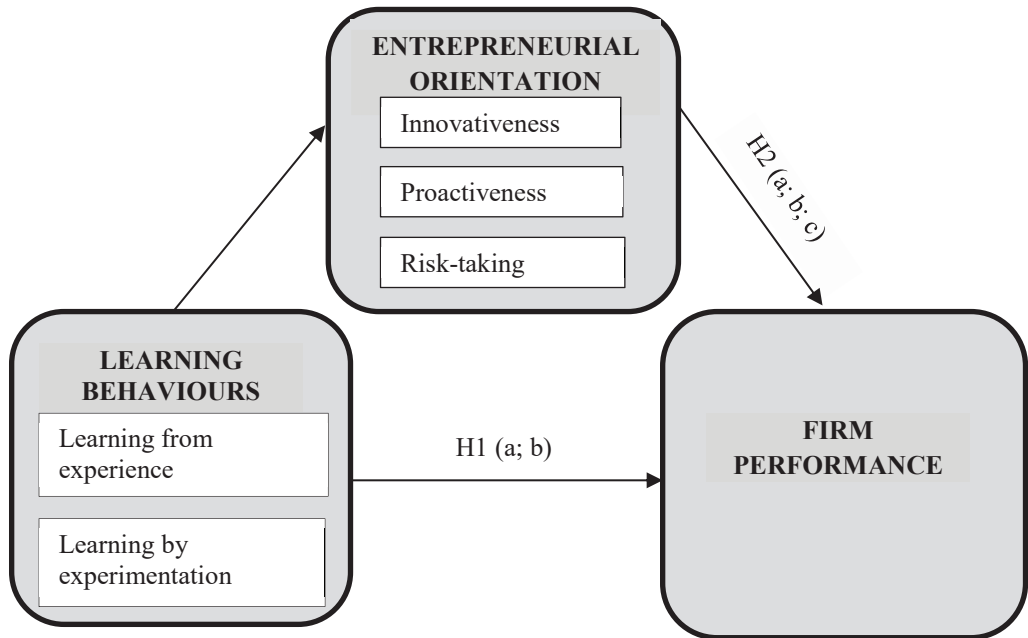 ENTREPRENEURIAL
ORIENTATION
Innovativeness
Proactiveness
Risk-taking
H2 (a; b; c)
LEARNING
BEHAVIOURS
Learning from
experience
Learning by
experimentation
H1 (a; b)
FIRM
PERFORMANCE